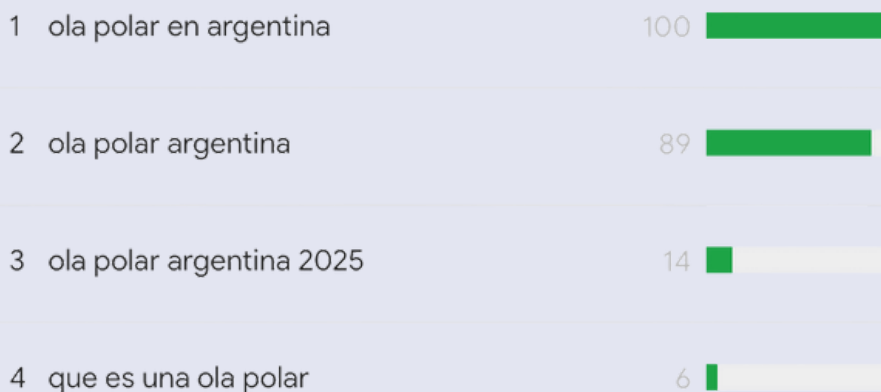 1 ola polar en argentina 100
2 ola polar argentina 89
3 ola polar argentina 2025 14
4 que es una ola polar 6